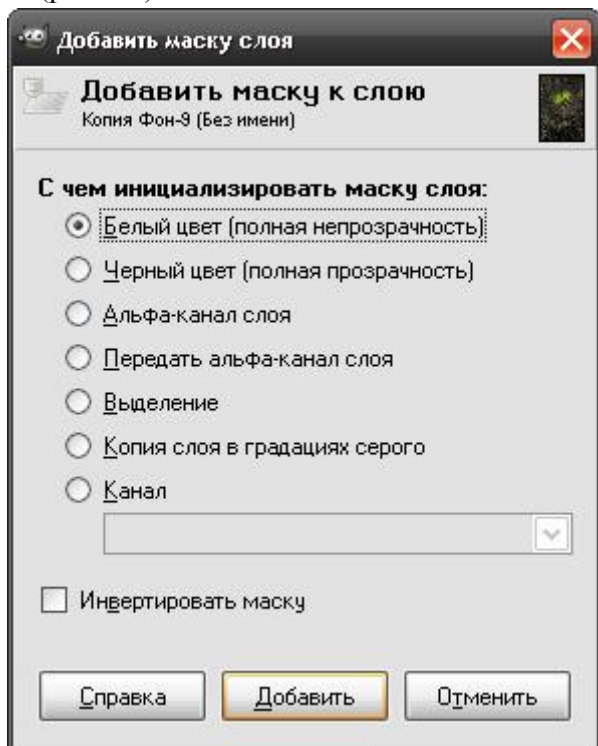 Добавить маску слоя
Добавить маску к слою
Копия Фон-9 (Без имени)
С чем инициализировать маску слоя:
Белый цвет (полная непрозрачность)
Черный цвет (полная прозрачность)
Альфа-канал слоя
Передать альфа-канал слоя
Выделение
Копия слоя в градациях серого
Канал
Инвертировать маску
Справка Добавить Отменить